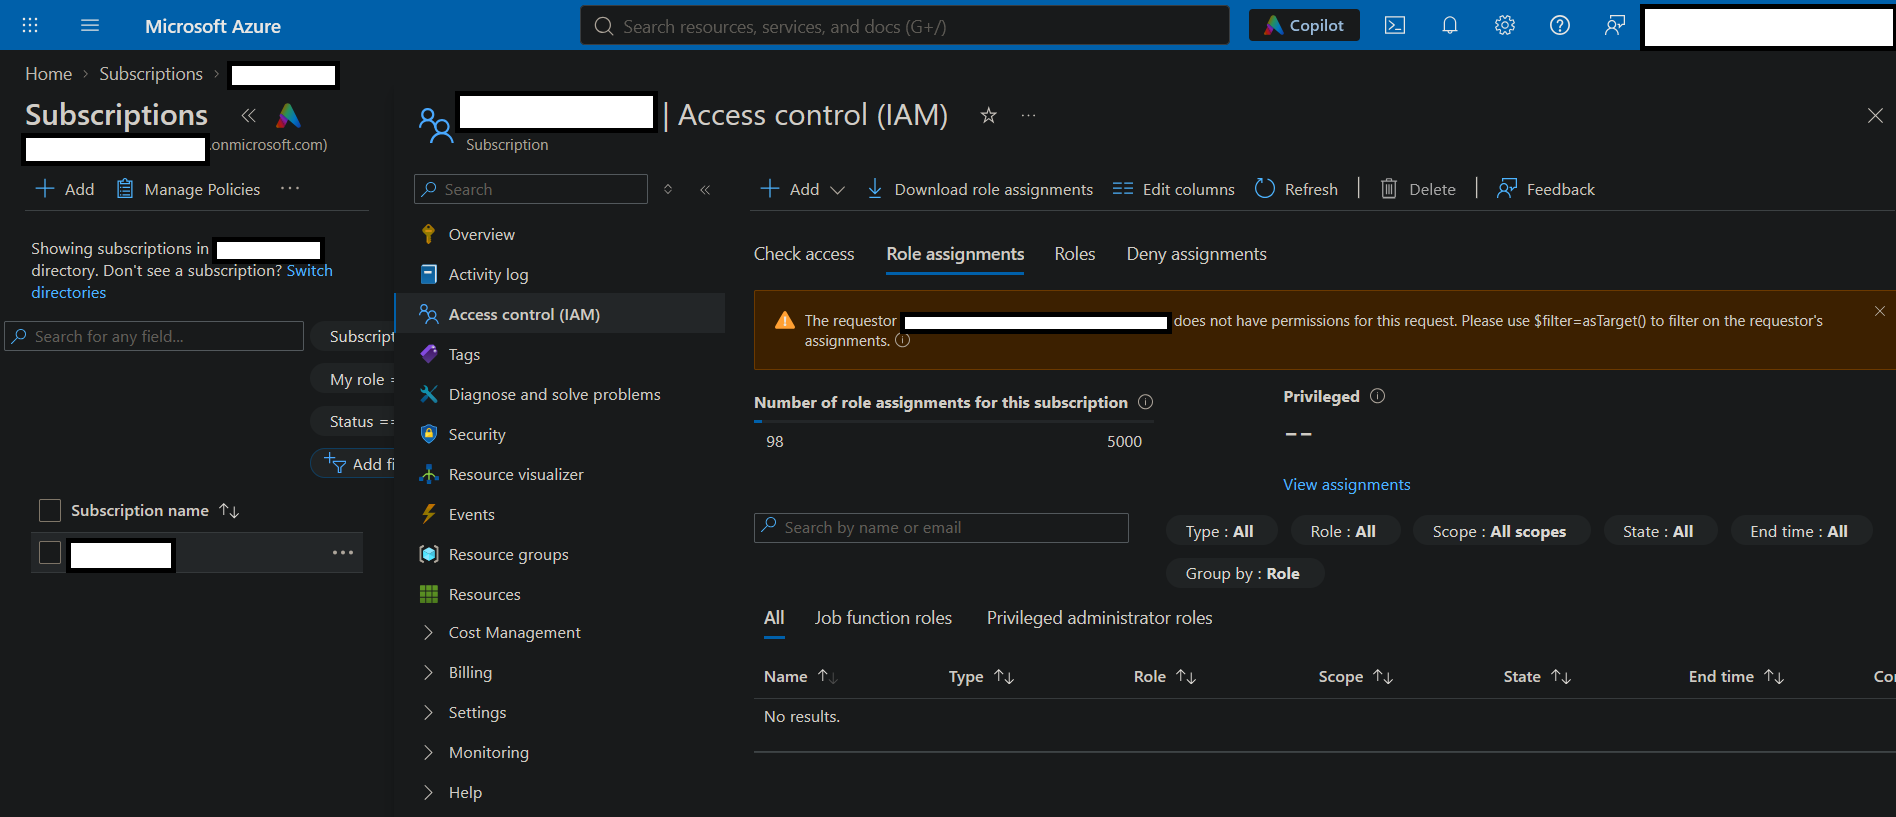 Microsoft Azure
Search resources, services, and docs (G+/)
Copilot
Home
Subscriptions
Subscriptions
.onmicrosoft.com)
Add
Manage Policies
Showing subscriptions in
directory. Don't see a subscription? Switch
directories
Search for any field...
Subscript
My role =
Status ==
Add fi
Subscription name
| Access control (IAM)
Subscription
Search
Overview
Activity log
Access control (IAM)
Tags
Diagnose and solve problems
Security
Resource visualizer
Events
Resource groups
Resources
Cost Management
Billing
Settings
Monitoring
Help
Add
Download role assignments
Edit columns
Refresh
Delete
Feedback
Check access
Role assignments
Roles
Deny assignments
The requestor does not have permissions for this request. Please use $filter=asTarget() to filter on the requestor's
assignments.
Number of role assignments for this subscription
98
5000
Privileged
--
View assignments
Search by name or email
Type : All
Role : All
Scope : All scopes
State : All
End time : All
Group by : Role
All
Job function roles
Privileged administrator roles
Name
Type
Role
Scope
State
End time
Co
No results.